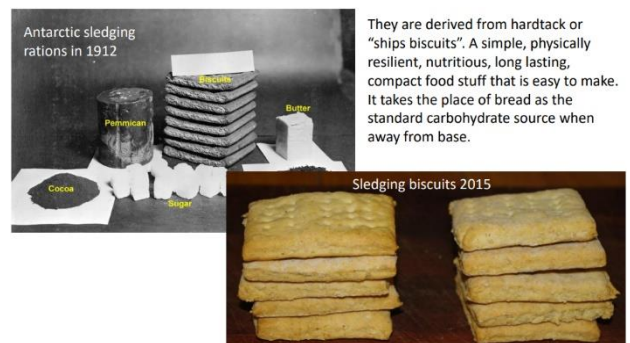 Antarctic sledging
rations in 1912
Biscuits
Butter
Pemmican
Cocoa
Sugar
They are derived from hardtack or
“ships biscuits”. A simple, physically
resilient, nutritious, long lasting,
compact food stuff that is easy to make.
It takes the place of bread as the
standard carbohydrate source when
away from base.
Sledging biscuits 2015